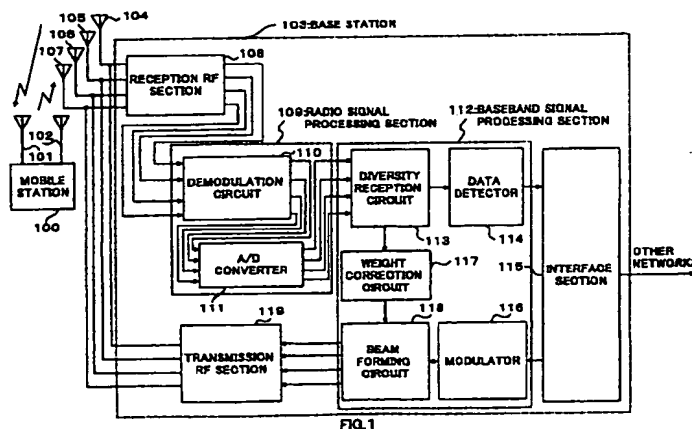 103:BASE STATION
105
104
106
107
108
RECEPTION RF
SECTION
109:RADIO SIGNAL
PROCESSING SECTION
112:BASEBAND SIGNAL
PROCESSING SECTION
110
102
101
DEMODULATION
CIRCUIT
DIVERSITY
RECEPTION
CIRCUIT
DATA
DETECTOR
MOBILE
STATION
100
113
114
A/D
CONVERTER
111
WEIGHT
CORRECTION
CIRCUIT
117
115
INTERFACE
SECTION
OTHER
NETWORK
119
118
116
TRANSMISSION
RF SECTION
BEAM
FORMING
CIRCUIT
MODULATOR
FIG.1